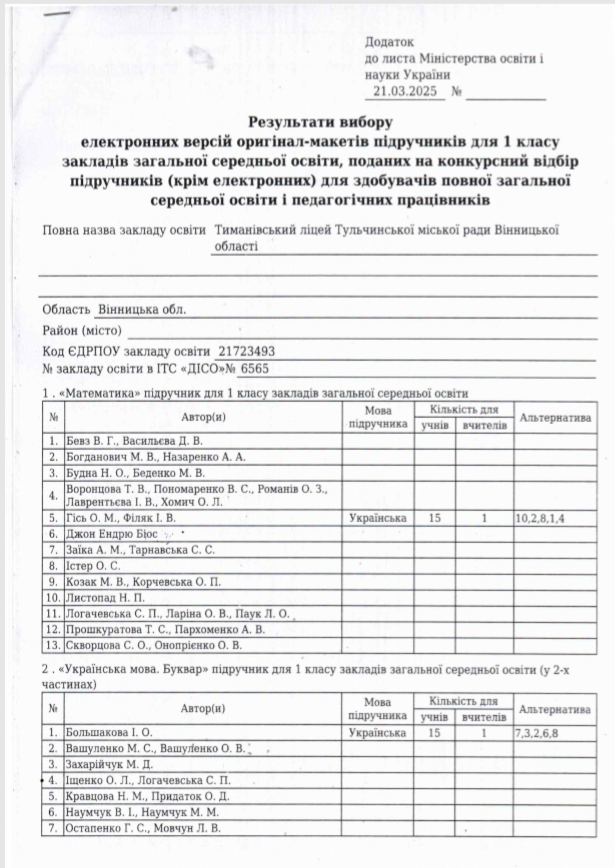 Додаток
до листа Міністерства освіти і
науки України
21.03.2025 №
Результати вибору
електронних версій оригінал-макетів підручників для 1 класу
закладів загальної середньої освіти, поданих на конкурсний відбір
підручників (крім електронних) для здобувачів повної загальної
середньої освіти і педагогічних працівників
Повна назва закладу освіти Тиманівський ліцей Тульчинської міської ради Вінницької
області
Область Вінницька обл.
Район (місто)
Код ЄДРПОУ закладу освіти 21723493
№ закладу освіти в ІТС «ДІСО»№ 6565
1 . «Математика» підручник для 1 класу закладів загальної середньої освіти
№ Автор(и) Мова підручника Кількість для учнів вчителів Альтернатива
1. Бевз В. Г., Васильєва Д. В.
2. Богданович М. В., Назаренко А. А.
3. Будна Н. О., Беденко М. В.
4. Воронцова Т. В., Пономаренко В. С., Романів О. З.,
Лаврентьєва І. В., Хомич О. Л.
5. Гісь О. М., Філяк І. В. Українська 15 1 10,2,8,1,4
6. Джон Ендрю Біос
7. Заїка А. М., Тарнавська С. С.
8. Істер О. С.
9. Козак М. В., Корчевська О. П.
10. Листопад Н. П.
11. Логачевська С. П., Ларіна О. В., Паук Л. О.
12. Прошкуратова Т. С., Пархоменко А. В.
13. Скворцова С. О., Онопрієнко О. В.
2 . «Українська мова. Буквар» підручник для 1 класу закладів загальної середньої освіти (у 2-х
частинах)
№ Автор(и) Мова підручника Кількість для учнів вчителів Альтернатива
1. Большакова І. О. Українська 15 1 7,3,2,6,8
2. Вашуленко М. С., Вашуленко О. В.
3. Захарійчук М. Д.
4. Іщенко О. Л., Логачевська С. П.
5. Кравцова Н. М., Придаток О. Д.
6. Наумчук В. І., Наумчук М. М.
7. Остапенко Г. С., Мовчун Л. В.